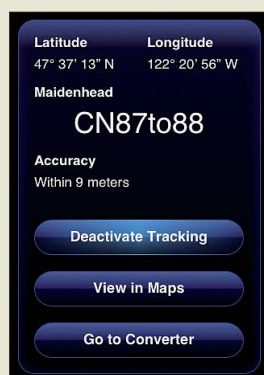 Latitude Longitude
47° 37’ 13” N 122° 20’ 56” W
Maidenhead
CN87to88
Accuracy
Within 9 meters
Deactivate Tracking
View in Maps
Go to Converter